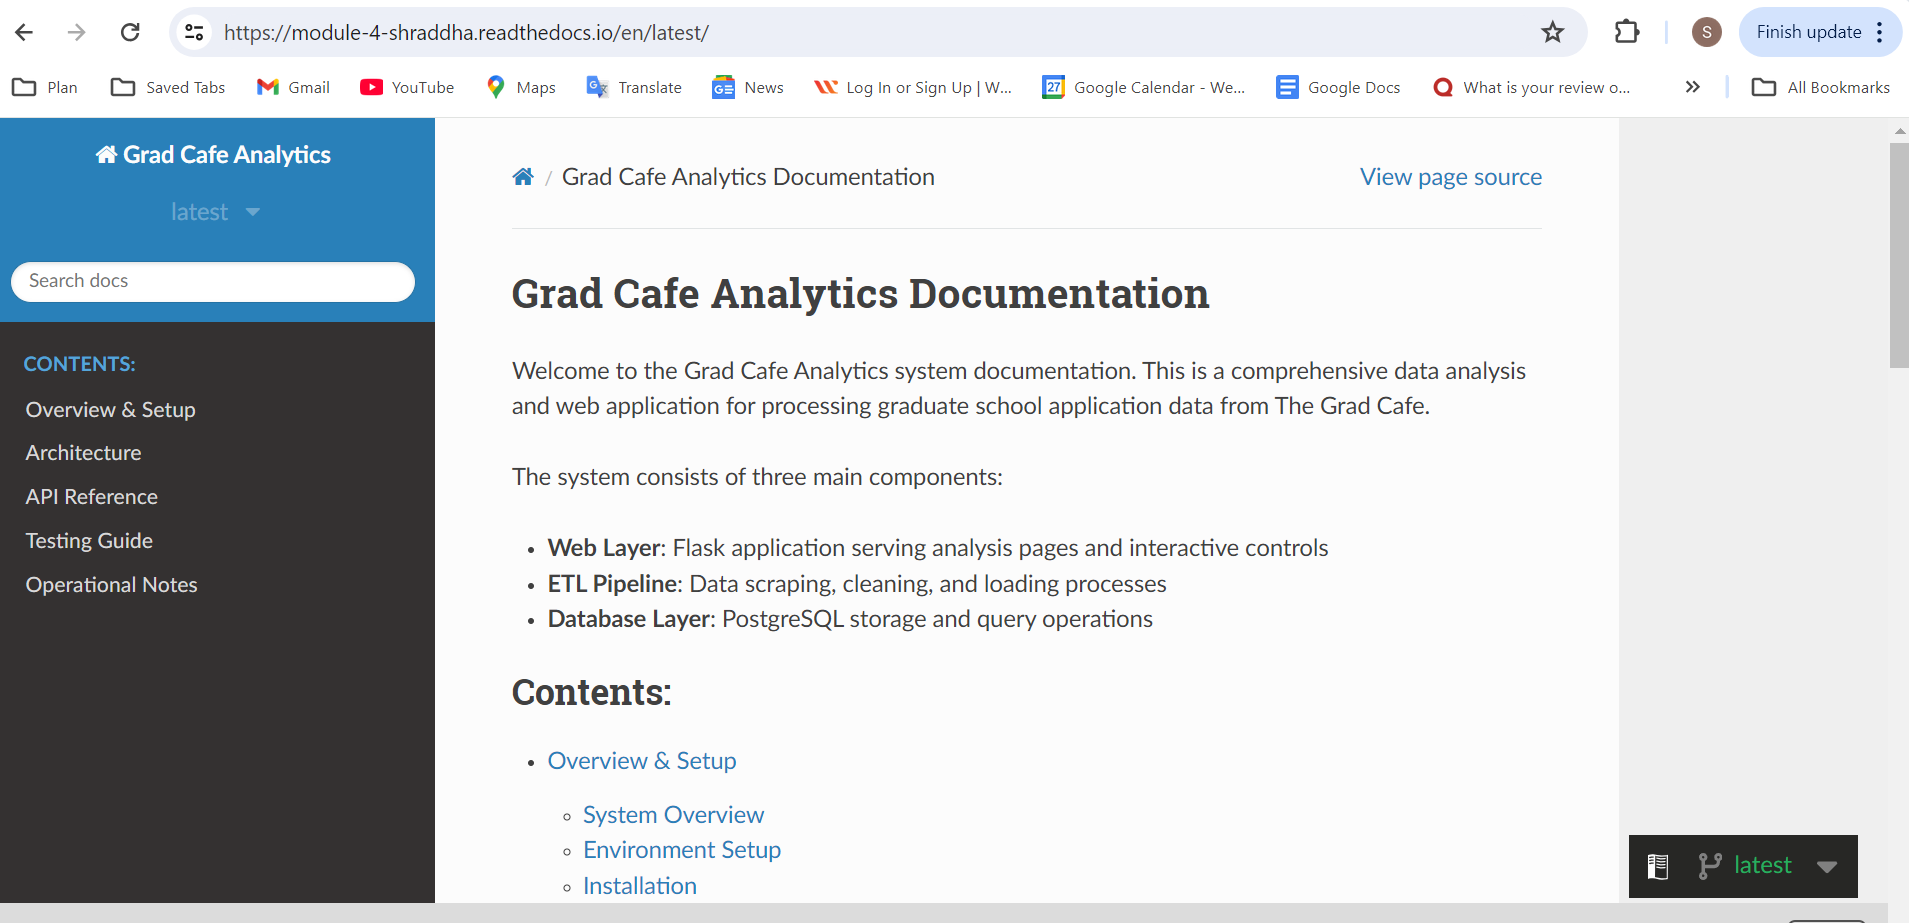 https://module-4-shraddha.readthedocs.io/en/latest/
S
Finish update
Plan
Saved Tabs
Gmail
YouTube
Maps
Translate
News
Log In or Sign Up | W...
27
Google Calendar - We...
Google Docs
What is your review o...
»
All Bookmarks
Grad Cafe Analytics
latest
Search docs
CONTENTS:
Overview & Setup
Architecture
API Reference
Testing Guide
Operational Notes
/ Grad Cafe Analytics Documentation
View page source
Grad Cafe Analytics Documentation
Welcome to the Grad Cafe Analytics system documentation. This is a comprehensive data analysis
and web application for processing graduate school application data from The Grad Cafe.
The system consists of three main components:
• Web Layer: Flask application serving analysis pages and interactive controls
• ETL Pipeline: Data scraping, cleaning, and loading processes
• Database Layer: PostgreSQL storage and query operations
Contents:
• Overview & Setup
◦ System Overview
◦ Environment Setup
◦ Installation
latest